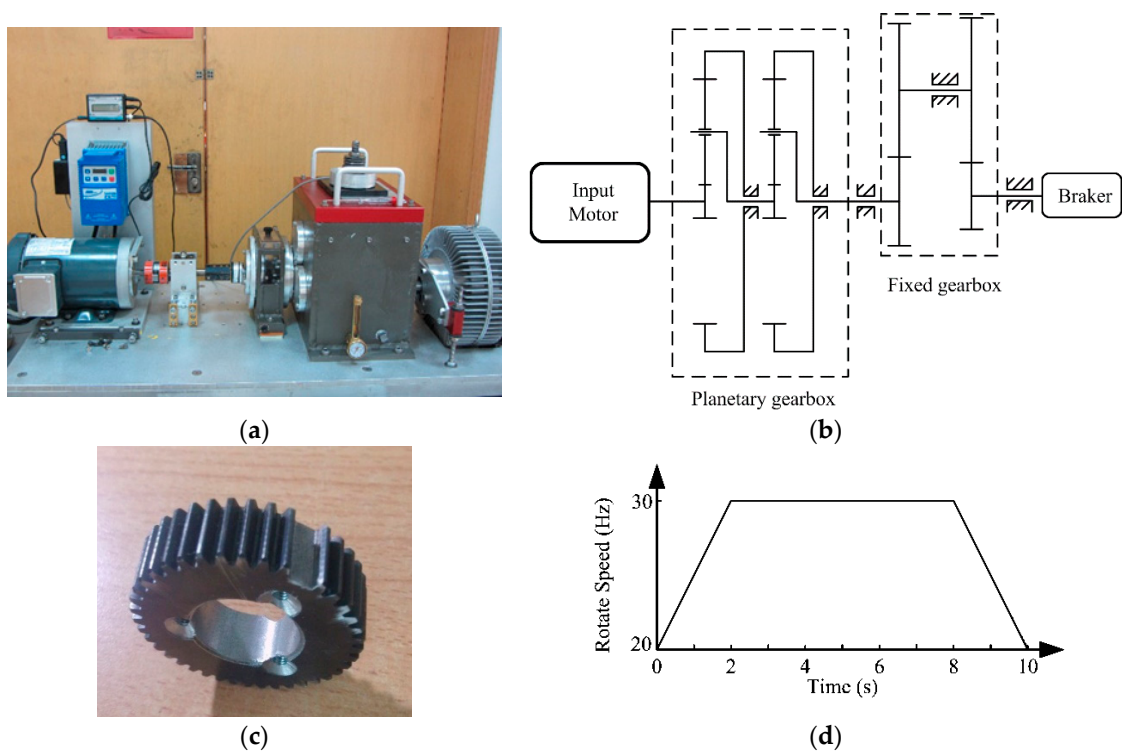 (a)
Input
Motor
Braker
Fixed gearbox
Planetary gearbox
(b)
(c)
30
20
Rotate Speed (Hz)
0 2 4 6 8 10
Time (s)
(d)